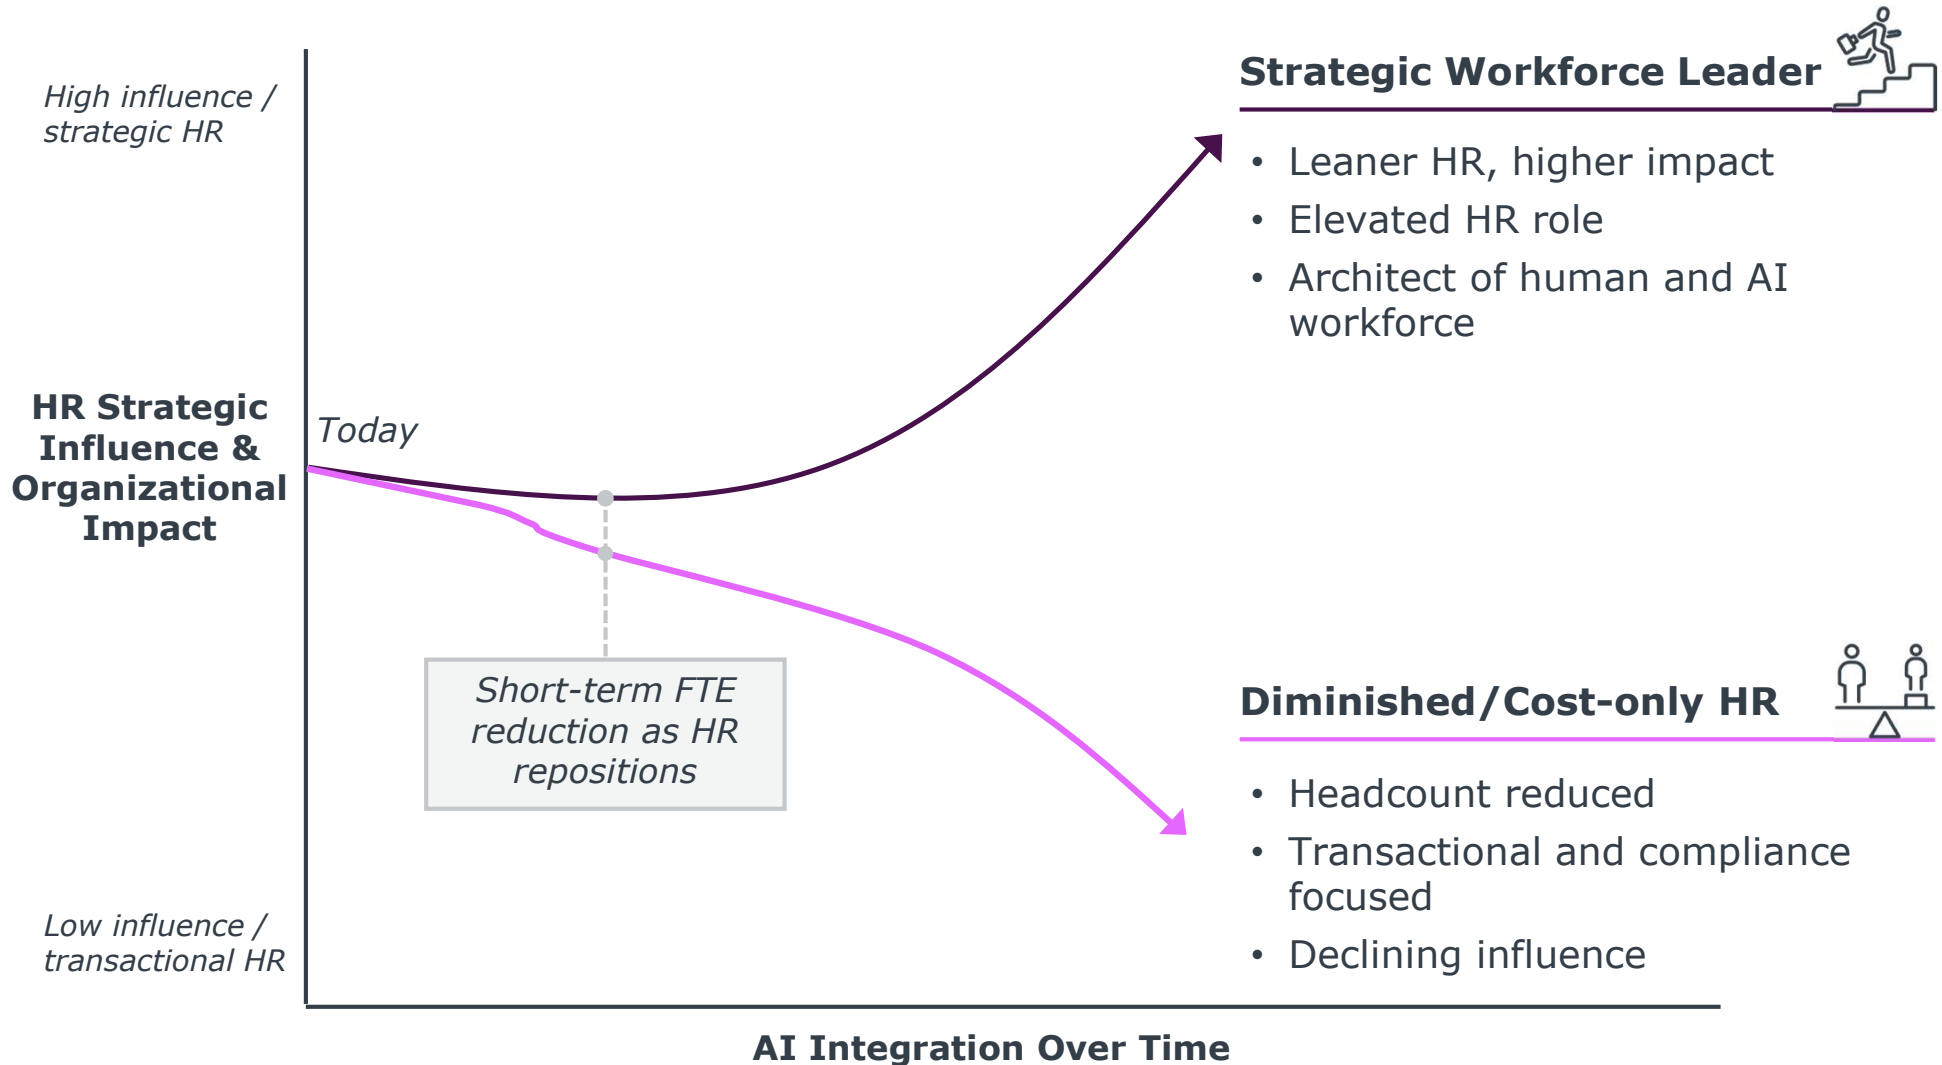 High influence /
strategic HR
HR Strategic
Influence &
Organizational
Impact
Low influence /
transactional HR
Today
Short-term FTE
reduction as HR
repositions
Strategic Workforce Leader
• Leaner HR, higher impact
• Elevated HR role
• Architect of human and AI
workforce
Diminished/Cost-only HR
• Headcount reduced
• Transactional and compliance
focused
• Declining influence
AI Integration Over Time